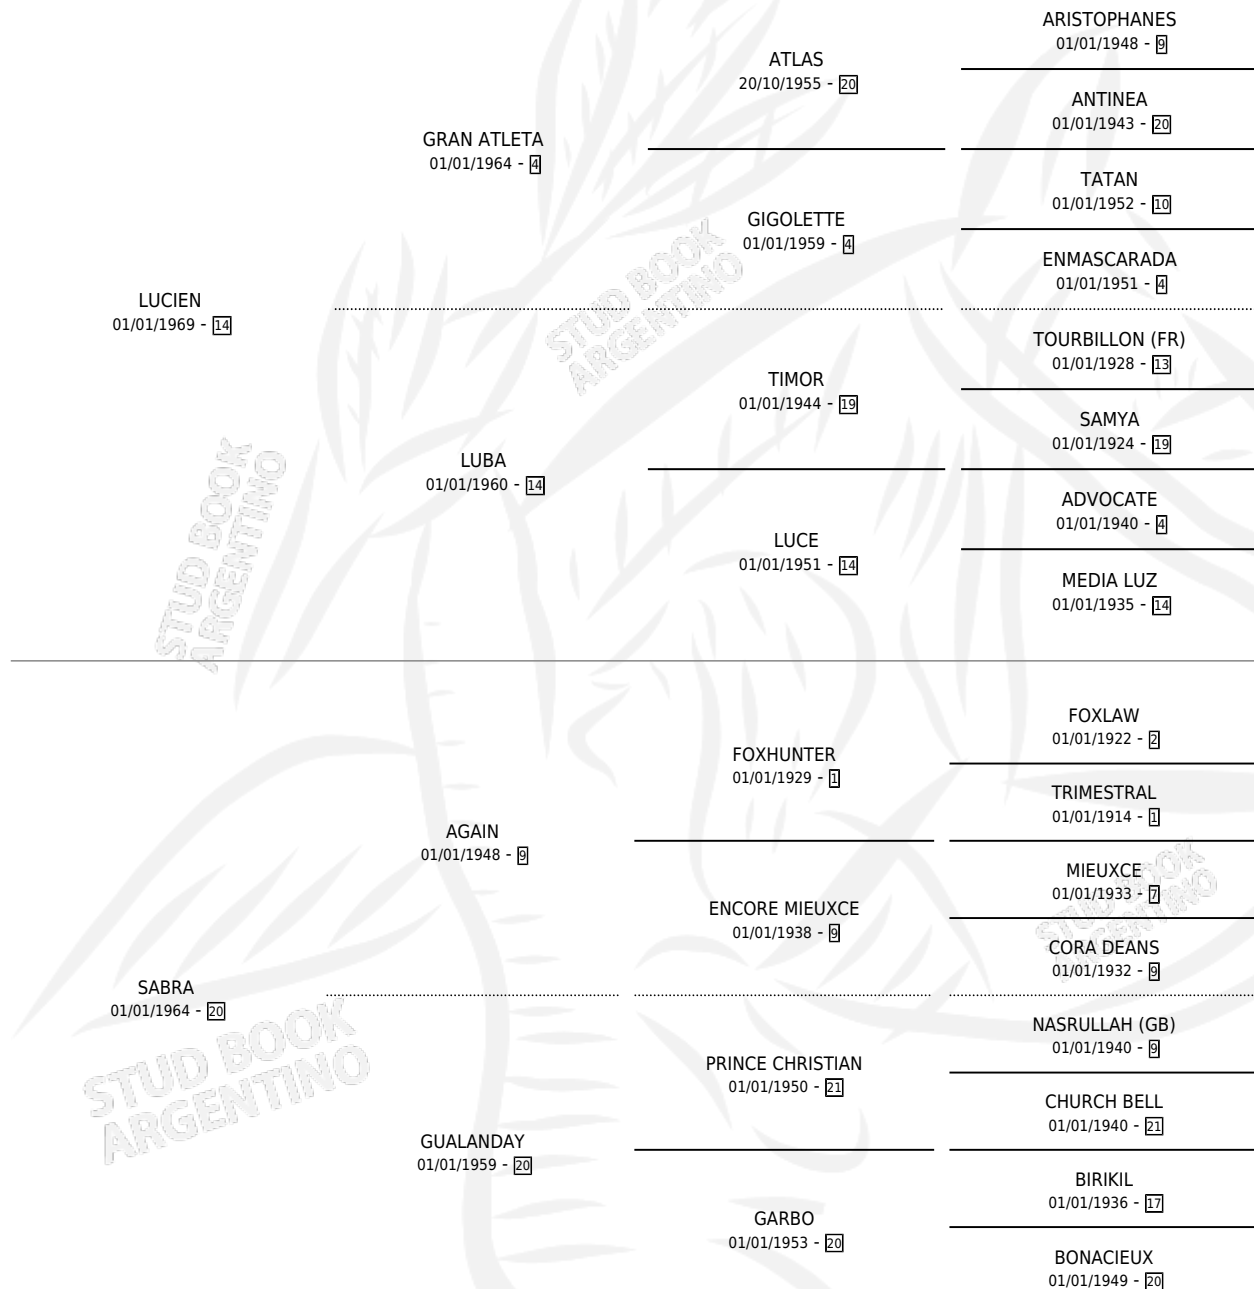 ARISTOPHANES
01/01/1948 - 9
ATLAS
20/10/1955 - 20
ANTINEA
01/01/1943 - 20
GRAN ATLETA
01/01/1964 - 4
TATAN
01/01/1952 - 10
GIGOLETTE
01/01/1959 - 4
ENMASCARADA
01/01/1951 - 4
LUCIEN
01/01/1969 - 14
STUD BOOK
ARGENTINO
TOURBILLON (FR)
01/01/1928 - 13
TIMOR
01/01/1944 - 19
SAMYA
01/01/1924 - 19
LUBA
01/01/1960 - 14
ADVOCATE
01/01/1940 - 4
LUCE
01/01/1951 - 14
MEDIA LUZ
01/01/1935 - 14
STUD BOOK
ARGENTINO
FOXLAW
01/01/1922 - 2
FOXHUNTER
01/01/1929 - 1
TRIMESTRAL
01/01/1914 - 1
AGAIN
01/01/1948 - 9
MIEUXCE
01/01/1933 - 7
STUD BOOK
ARGENTINO
ENCORE MIEUXCE
01/01/1938 - 9
CORA DEANS
01/01/1932 - 9
SABRA
01/01/1964 - 20
NASRULLAH (GB)
01/01/1940 - 9
PRINCE CHRISTIAN
01/01/1950 - 21
STUD BOOK
ARGENTINO
CHURCH BELL
01/01/1940 - 21
GUALANDAY
01/01/1959 - 20
BIRIKIL
01/01/1936 - 17
GARBO
01/01/1953 - 20
BONACIEUX
01/01/1949 - 20